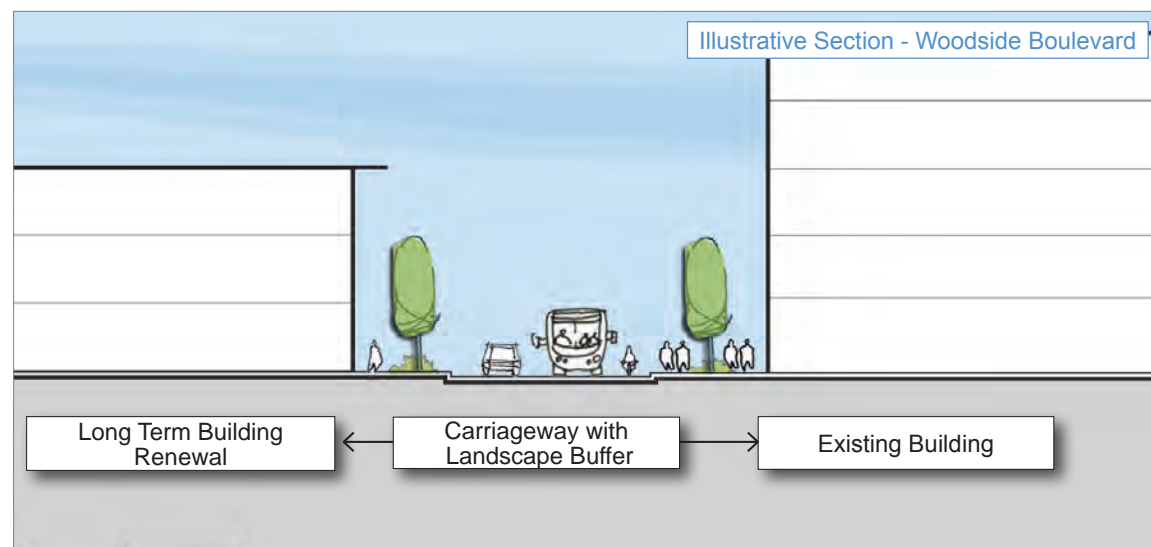 Illustrative Section - Woodside Boulevard
Long Term Building
Renewal
Carriageway with
Landscape Buffer
Existing Building